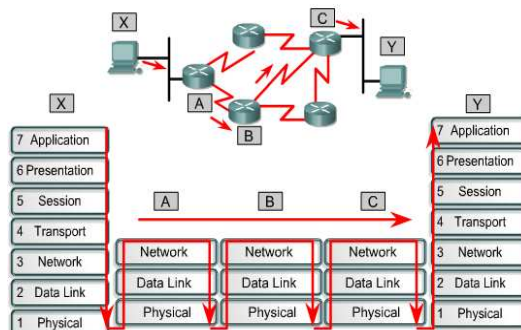 X
C
Y
A
B
X
Y
7 Application
6 Presentation
5 Session
4 Transport
3 Network
2 Data Link
1 Physical
A
B
C
Network
Network
Network
Data Link
Data Link
Data Link
Physical
Physical
Physical
7 Application
6 Presentation
5 Session
4 Transport
3 Network
2 Data Link
1 Physical